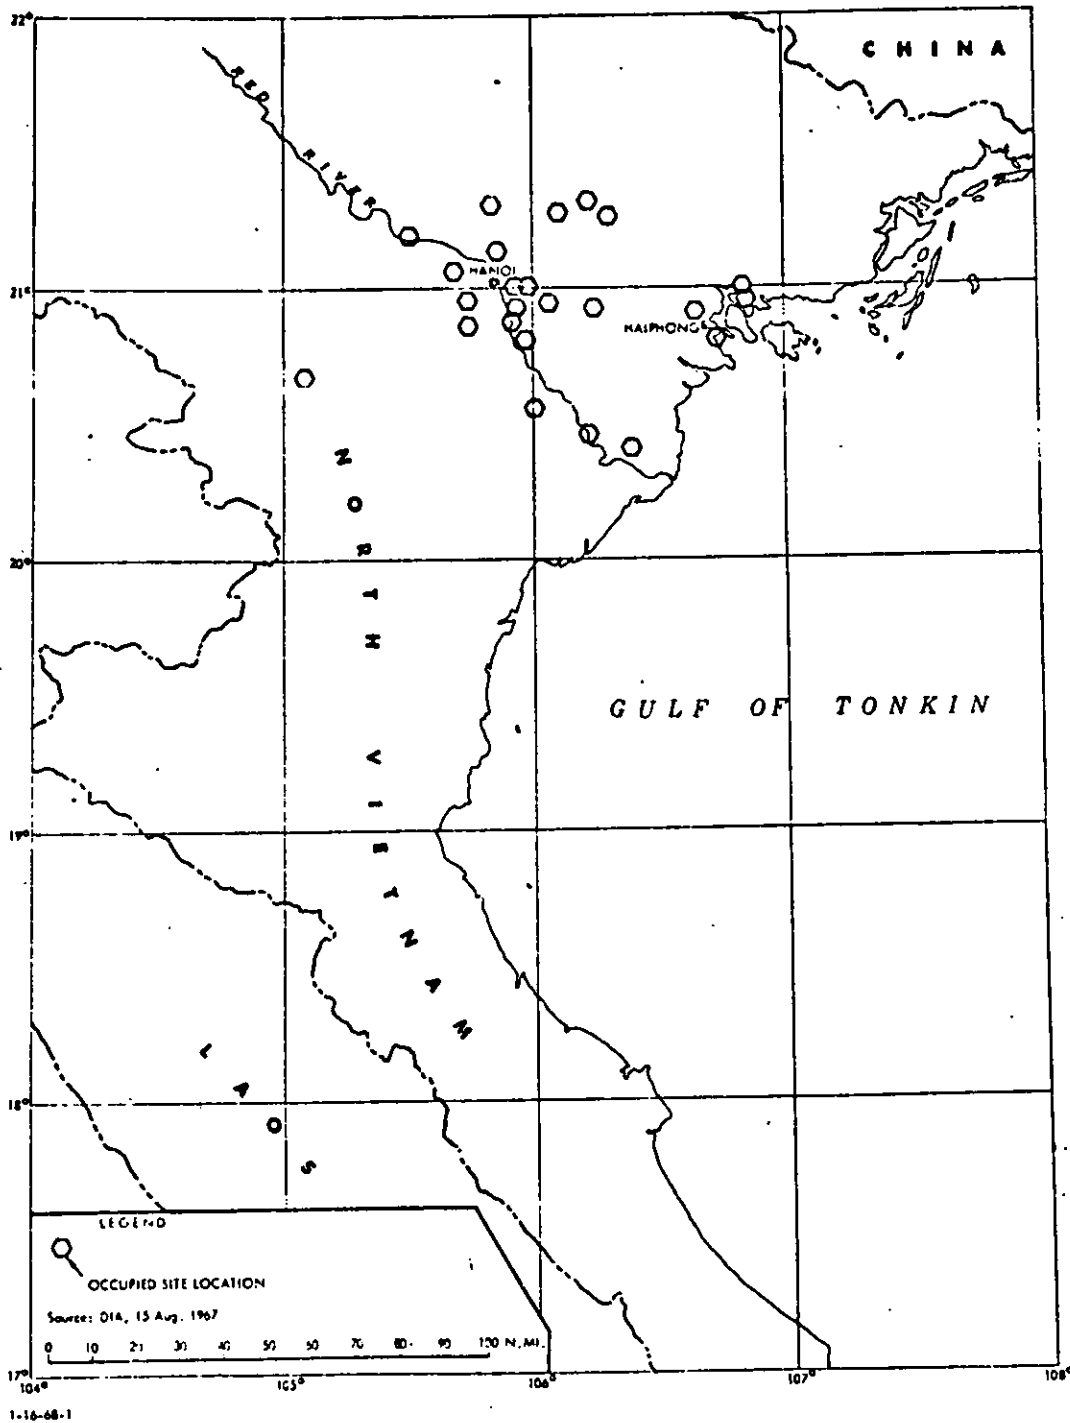 22°
CHINA
RED
RIVER
HANOI
21°
HAIPHONG
20°
NORTH VIETNAM
GULF OF TONKIN
19°
LAOS
18°
LEGEND
OCCUPIED SITE LOCATION
Source: DIA, 15 Aug. 1967
0 10 20 30 40 50 60 70 80 90 100 N.MI.
17°
104° 105° 106° 107° 108°
1-16-68-1